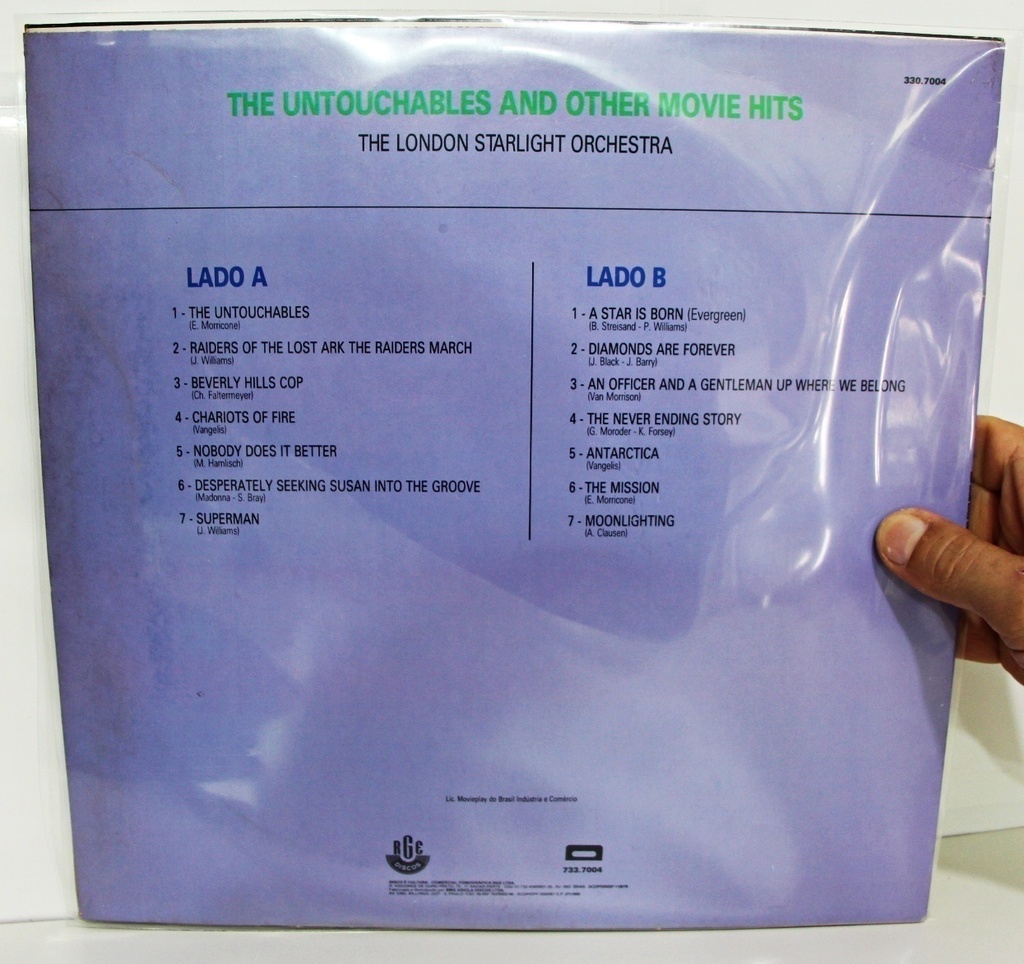 330.7004
THE UNTOUCHABLES AND OTHER MOVIE HITS
THE LONDON STARLIGHT ORCHESTRA
LADO A
1 - THE UNTOUCHABLES
(E. Morricone)
2 - RAIDERS OF THE LOST ARK THE RAIDERS MARCH
(J. Williams)
3 - BEVERLY HILLS COP
(Ch. Faltermeyer)
4 - CHARIOTS OF FIRE
(Vangelis)
5 - NOBODY DOES IT BETTER
(M. Hamlisch)
6 - DESPERATELY SEEKING SUSAN INTO THE GROOVE
(Madonna - S. Bray)
7 - SUPERMAN
(J. Williams)
LADO B
1 - A STAR IS BORN (Evergreen)
(B. Streisand - P. Williams)
2 - DIAMONDS ARE FOREVER
(J. Black - J. Barry)
3 - AN OFFICER AND A GENTLEMAN UP WHERE WE BELONG
(Van Morrison)
4 - THE NEVER ENDING STORY
(G. Moroder - K. Forsey)
5 - ANTARCTICA
(Vangelis)
6 - THE MISSION
(E. Morricone)
7 - MOONLIGHTING
(A. Clausen)
Lic. Movieplay do Brasil Indústria e Comércio
RGE
DISCOS
733.7004